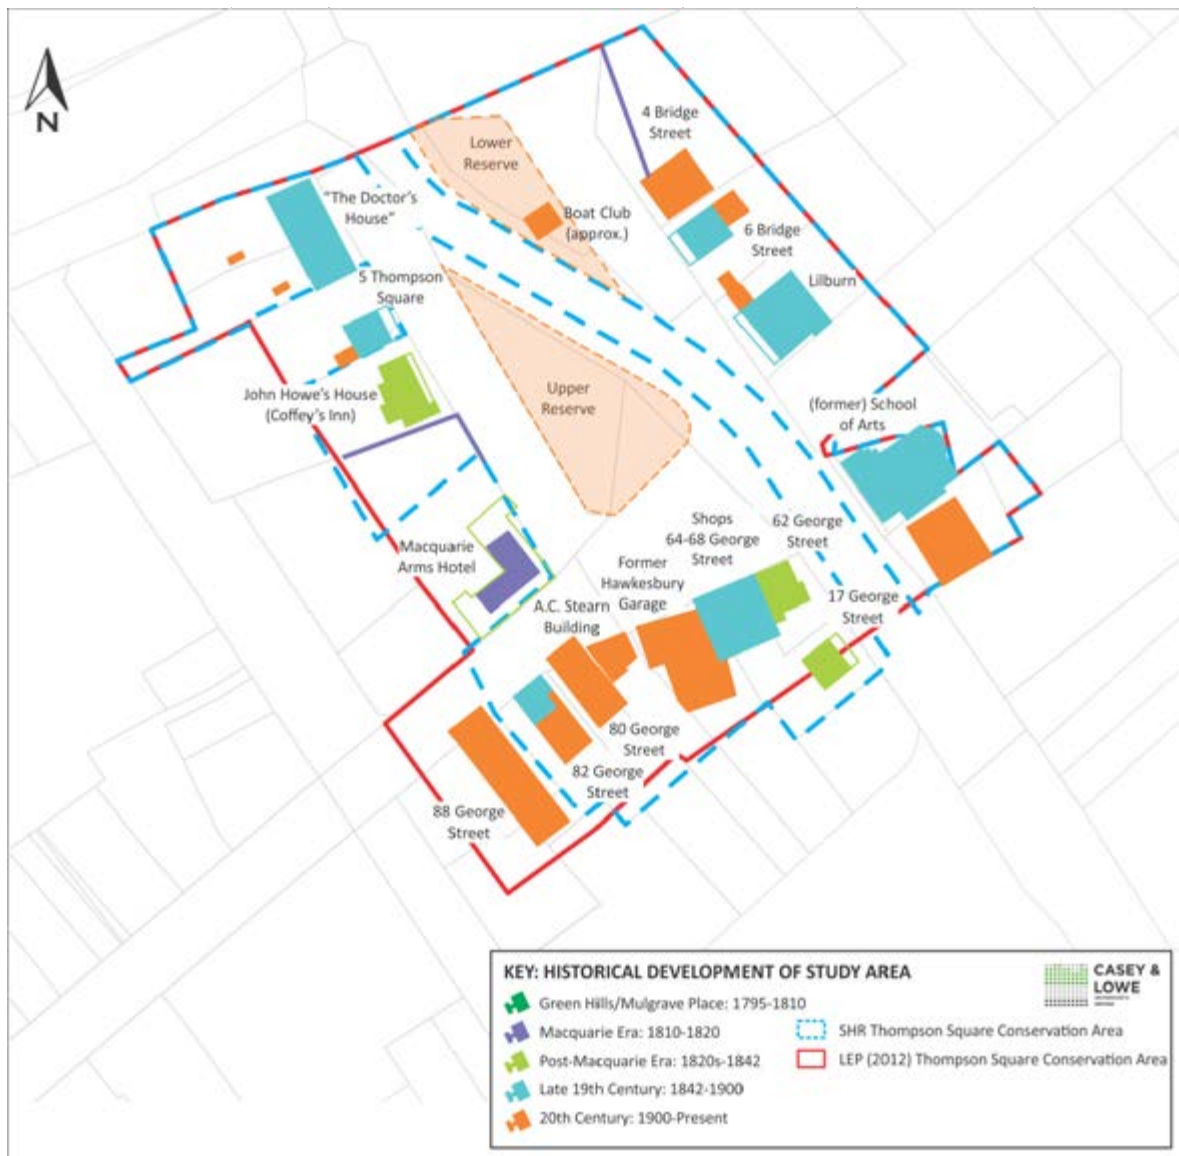 N
4 Bridge
Street
Lower
Reserve
"The Doctor's
House"
Boat Club
(approx.)
6 Bridge
Street
5 Thompson
Square
Lilburn
John Howe's House
(Coffey's Inn)
Upper
Reserve
(former) School
of Arts
Macquarie
Arms Hotel
Shops
64-68 George
Street
62 George
Street
Former
Hawkesbury
Garage
A.C. Stearn
Building
17 George
Street
80 George
Street
82 George
Street
88 George
Street
KEY: HISTORICAL DEVELOPMENT OF STUDY AREA
CASEY &
LOWE
Green Hills/Mulgrave Place: 1795-1810
Macquarie Era: 1810-1820
Post-Macquarie Era: 1820s-1842
Late 19th Century: 1842-1900
20th Century: 1900-Present
SHR Thompson Square Conservation Area
LEP (2012) Thompson Square Conservation Area